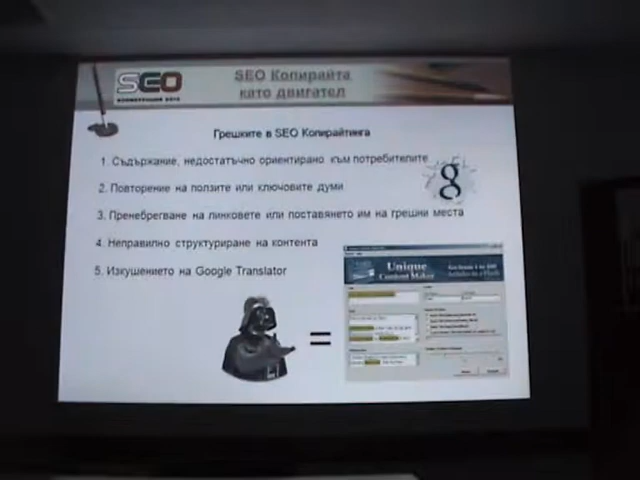 SEO
SEO Копирайта
като двигател
Грешките в SEO Копирайтинга
1. Съдържание, недостатъчно ориентирано към потребителите
2. Повторение на ползите или ключовите думи
3. Пренебрегване на линковете или поставянето им на грешни места
4. Неправилно структуриране на контента
5. Изкушението на Google Translator
g
Unique
Content Maker
=